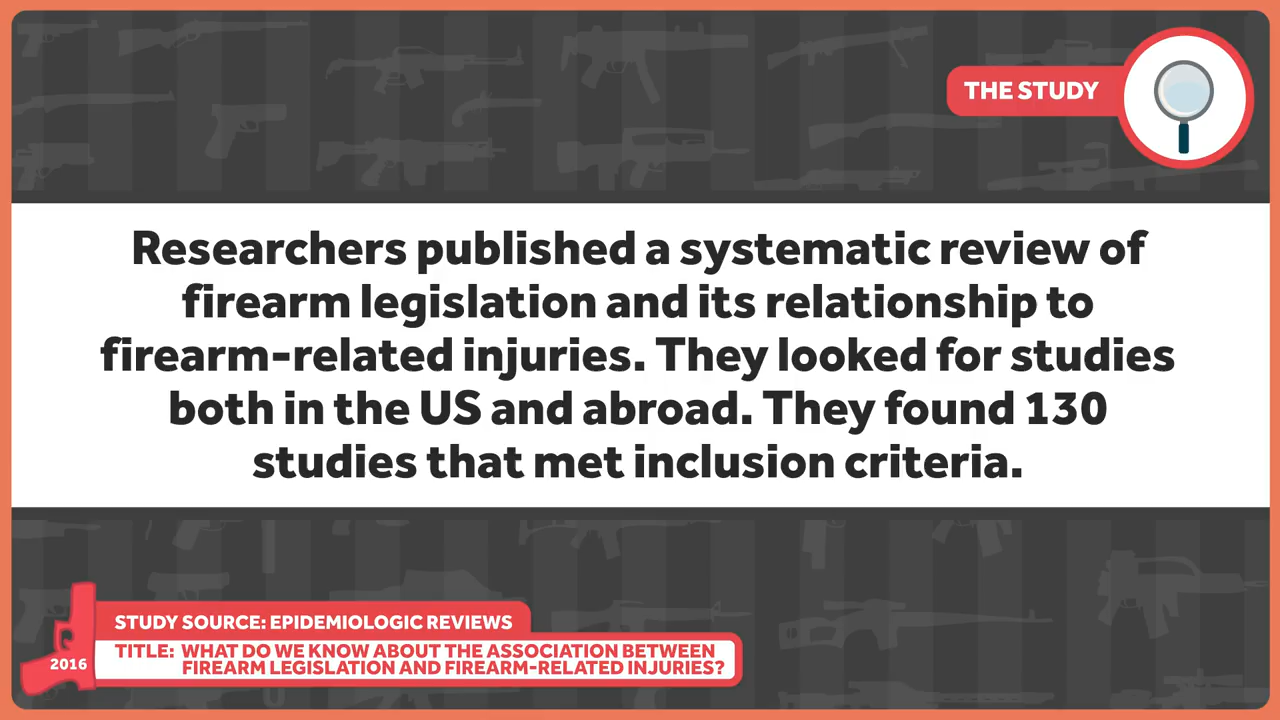 THE STUDY
Researchers published a systematic review of
firearm legislation and its relationship to
firearm-related injuries. They looked for studies
both in the US and abroad. They found 130
studies that met inclusion criteria.
STUDY SOURCE: EPIDEMIOLOGIC REVIEWS
2016
TITLE: WHAT DO WE KNOW ABOUT THE ASSOCIATION BETWEEN
FIREARM LEGISLATION AND FIREARM-RELATED INJURIES?